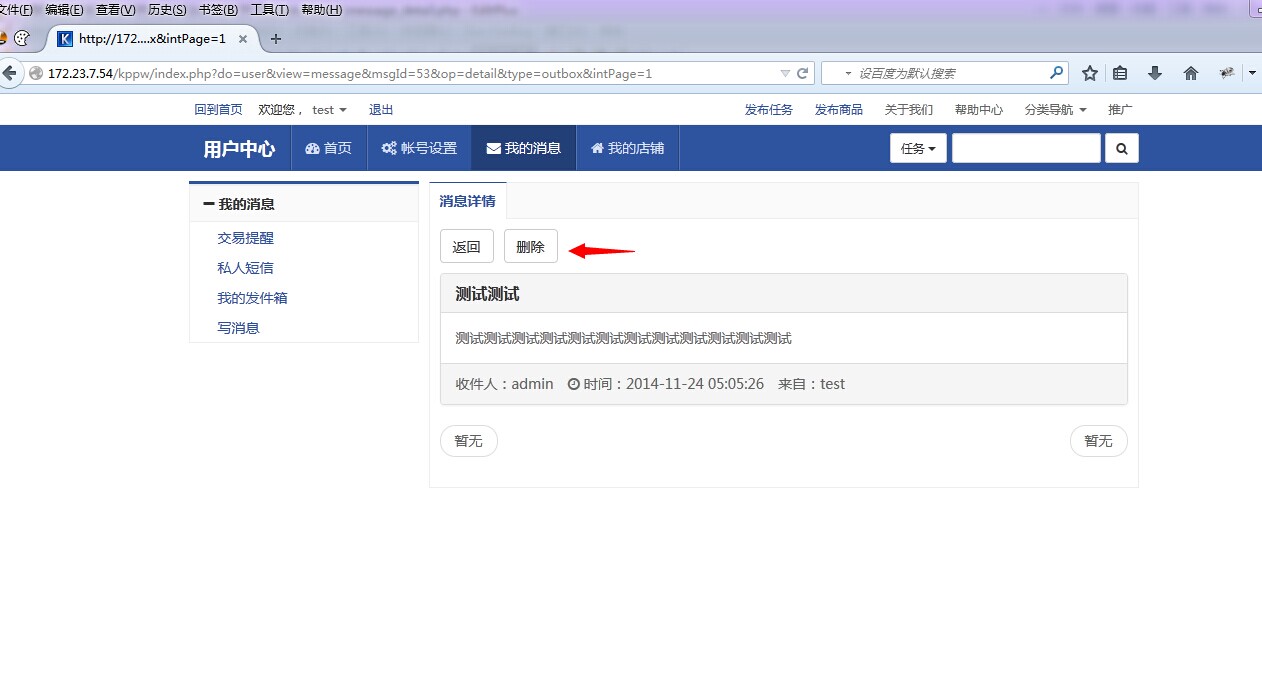 文件(F) 编辑(E) 查看(V) 历史(S) 书签(B) 工具(T) 帮助(H)
http://172....x&intPage=1
172.23.7.54/kppw/index.php?do=user&view=message&msgId=53&op=detail&type=outbox&intPage=1
设百度为默认搜索
回到首页 欢迎您， test 退出 发布任务 发布商品 关于我们 帮助中心 分类导航 推广
用户中心 首页 帐号设置 我的消息 我的店铺 任务
我的消息
交易提醒
私人短信
我的发件箱
写消息
消息详情
返回 删除
测试测试
测试测试测试测试测试测试测试测试测试测试测试测试
收件人：admin 时间：2014-11-24 05:05:26 来自：test
暂无 暂无